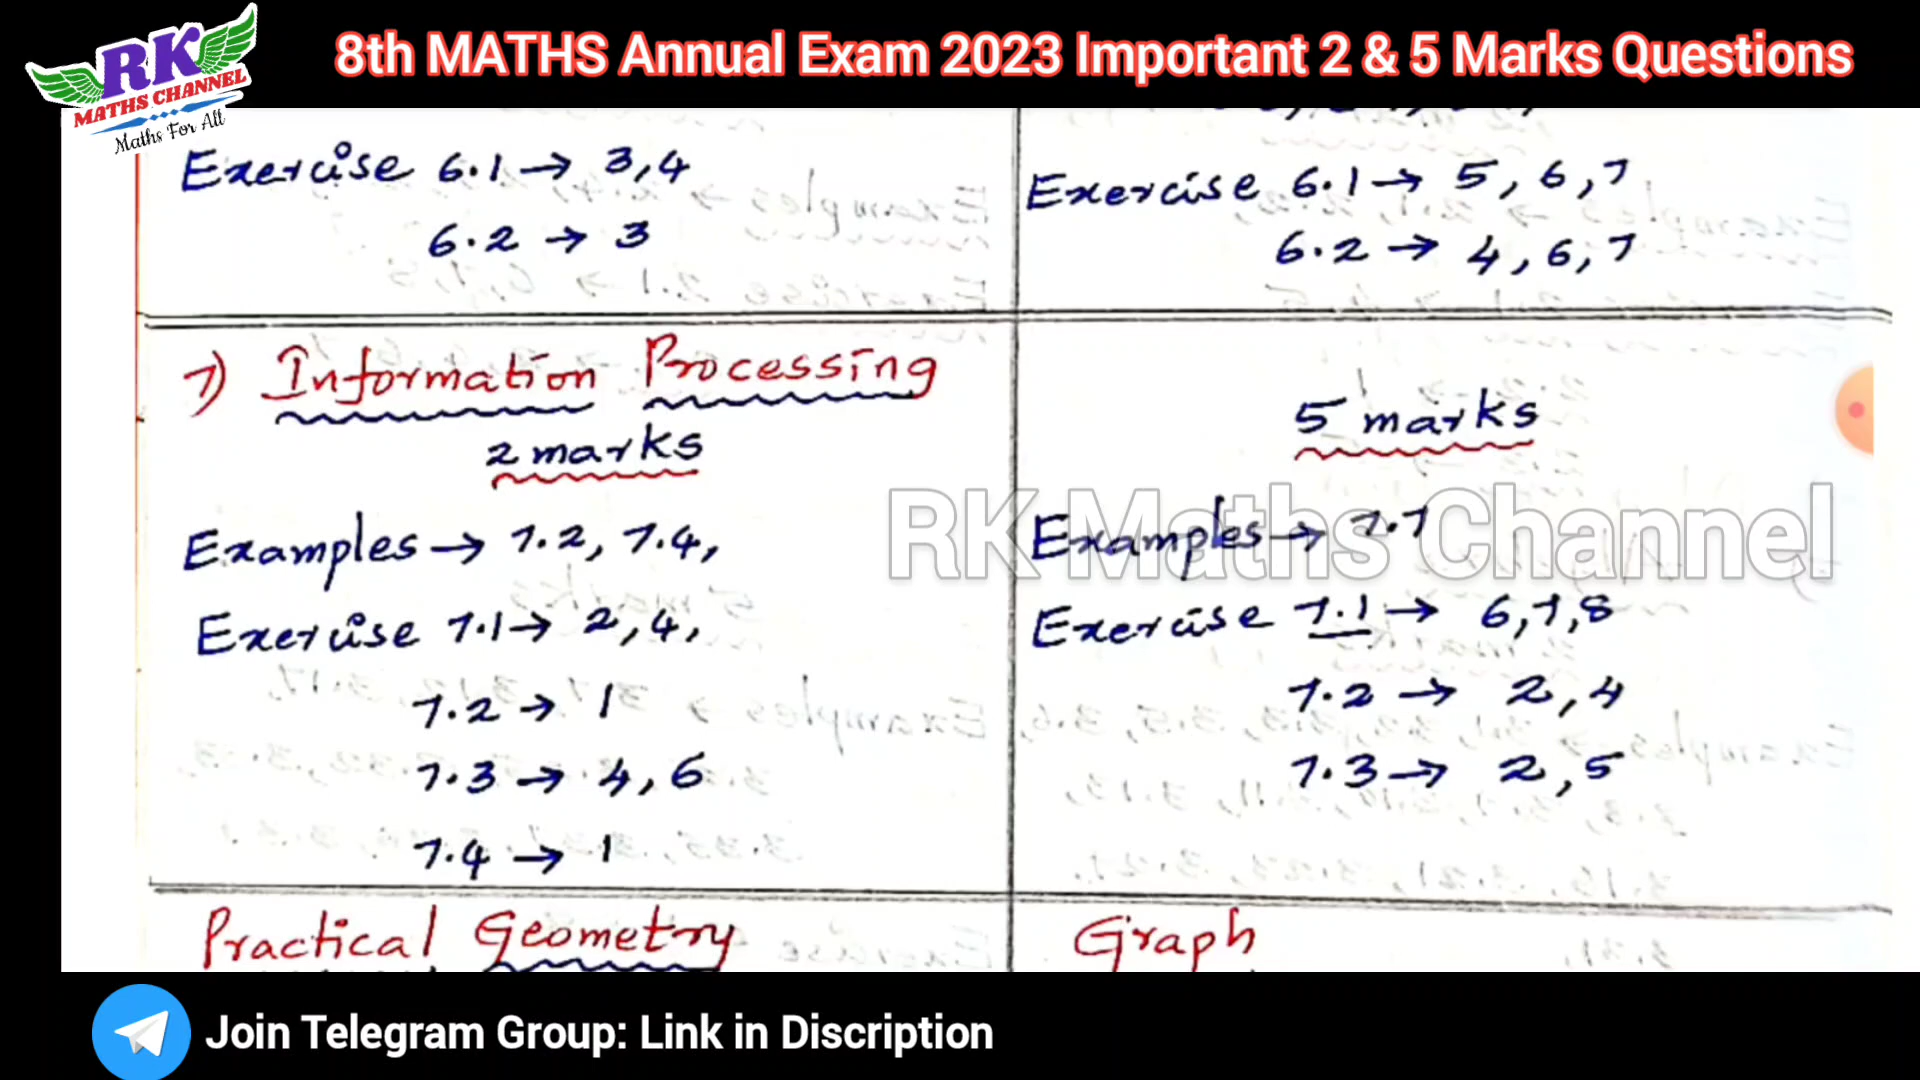 RK
MATHS CHANNEL
Maths For All
8th MATHS Annual Exam 2023 Important 2 & 5 Marks Questions
Exercise 6.1 → 3,4
6.2 → 3
Exercise 6.1 → 5, 6, 7
6.2 → 4, 6, 7
7) Information Processing
2 marks
Examples → 7.2, 7.4,
Exercise 7.1 → 2, 4,
7.2 → 1
7.3 → 4, 6
7.4 → 1
5 marks
Examples → 7.7
Exercise 7.1 → 6,7,8
7.2 → 2,4
7.3 → 2,5
RK Maths Channel
Practical Geometry
Graph
Join Telegram Group: Link in Discription